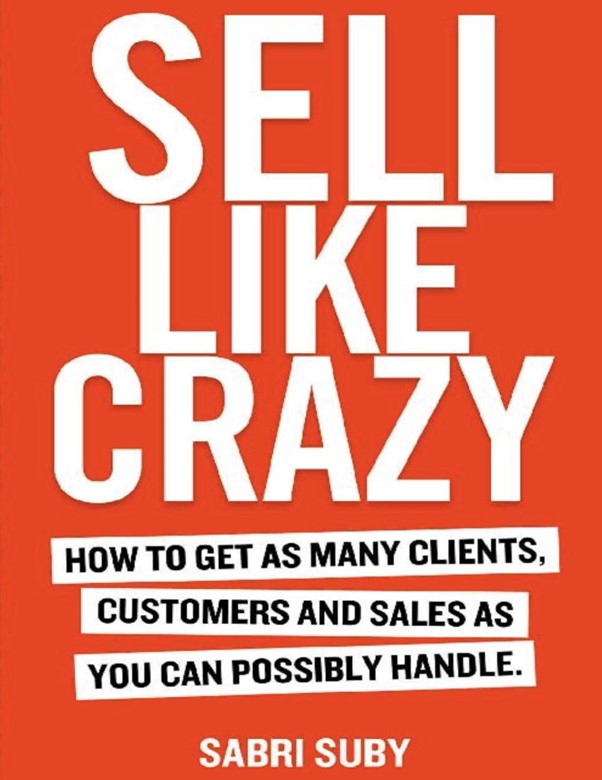 SELL
LIKE
CRAZY
HOW TO GET AS MANY CLIENTS,
CUSTOMERS AND SALES AS
YOU CAN POSSIBLY HANDLE.
SABRI SUBY